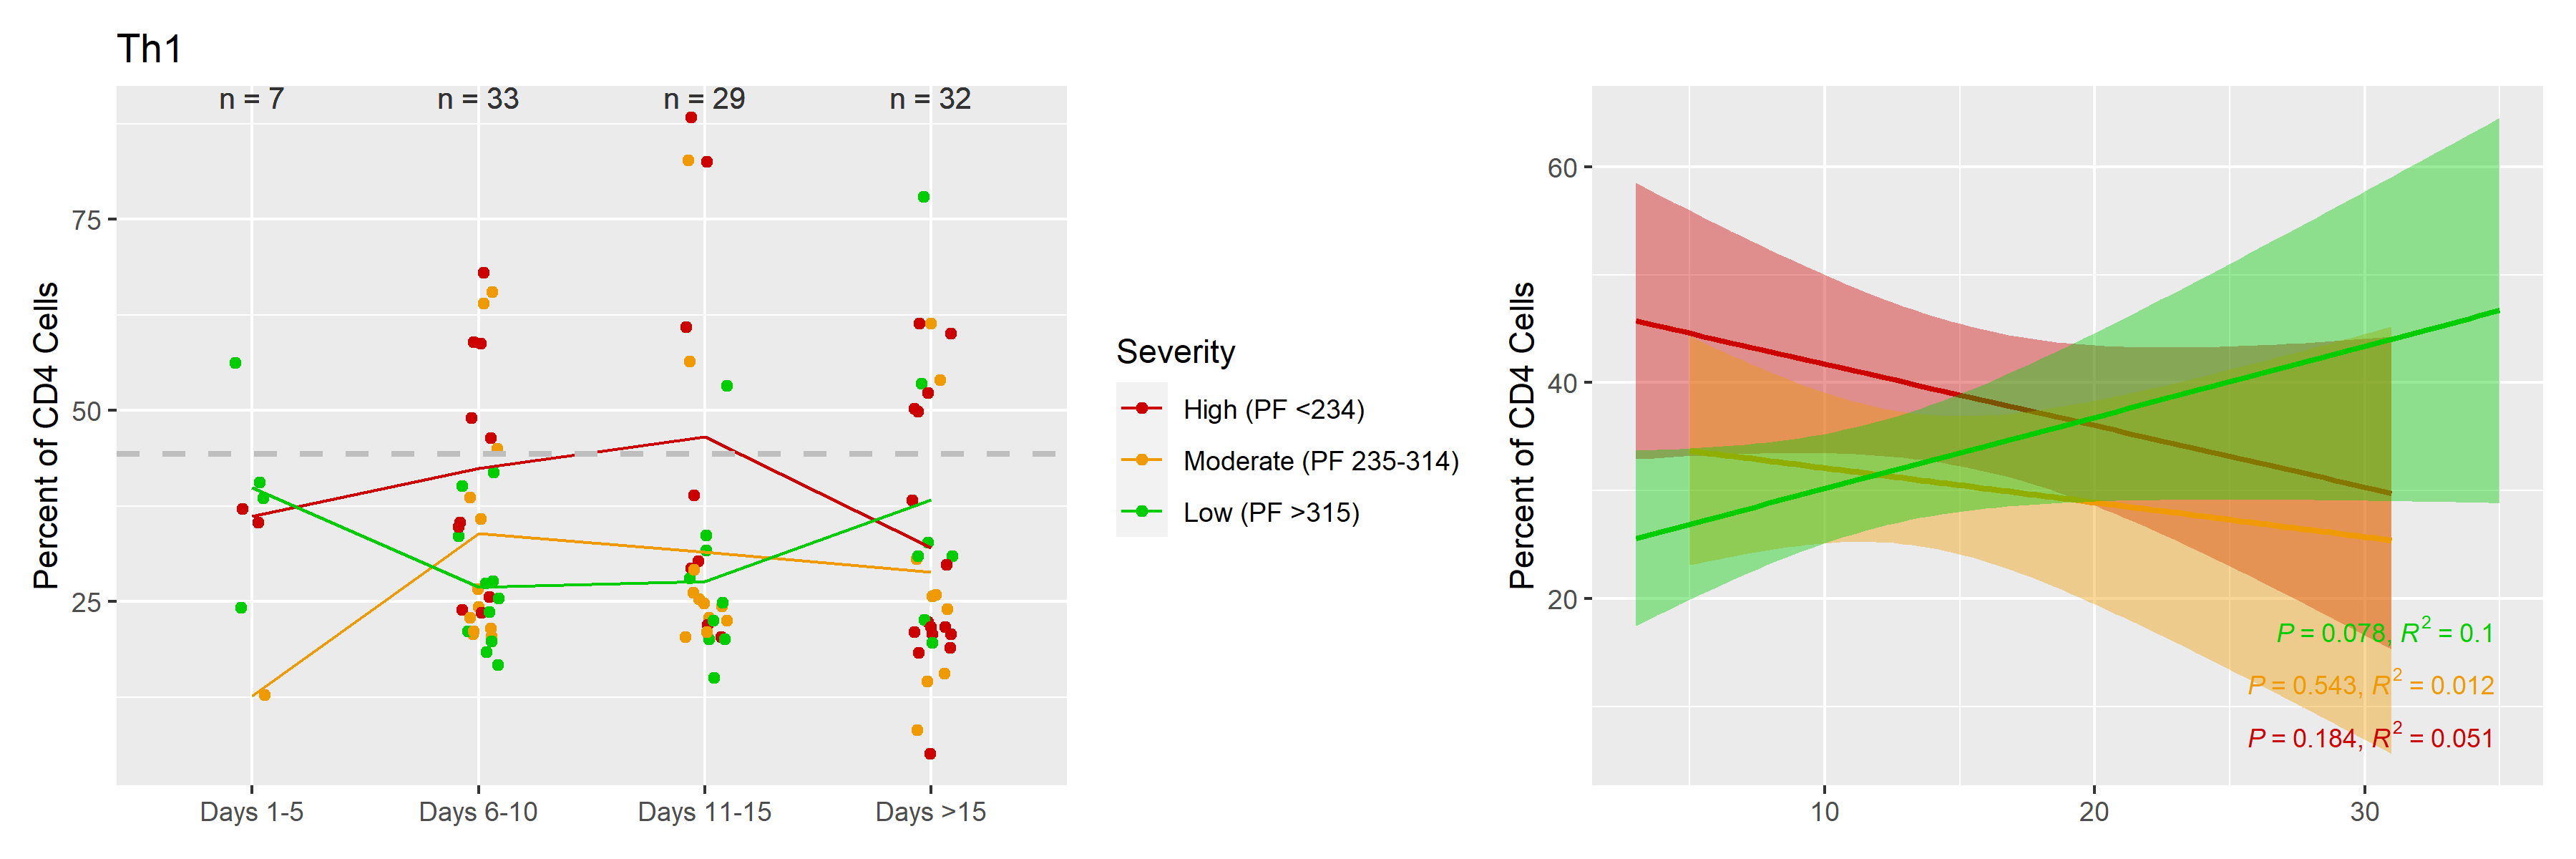 Th1
n = 7 n = 33 n = 29 n = 32
Percent of CD4 Cells
75
50
25
Days 1-5 Days 6-10 Days 11-15 Days >15
Severity
High (PF <234)
Moderate (PF 235-314)
Low (PF >315)
Percent of CD4 Cells
60
40
20
P = 0.078, R² = 0.1
P = 0.543, R² = 0.012
P = 0.184, R² = 0.051
10 20 30